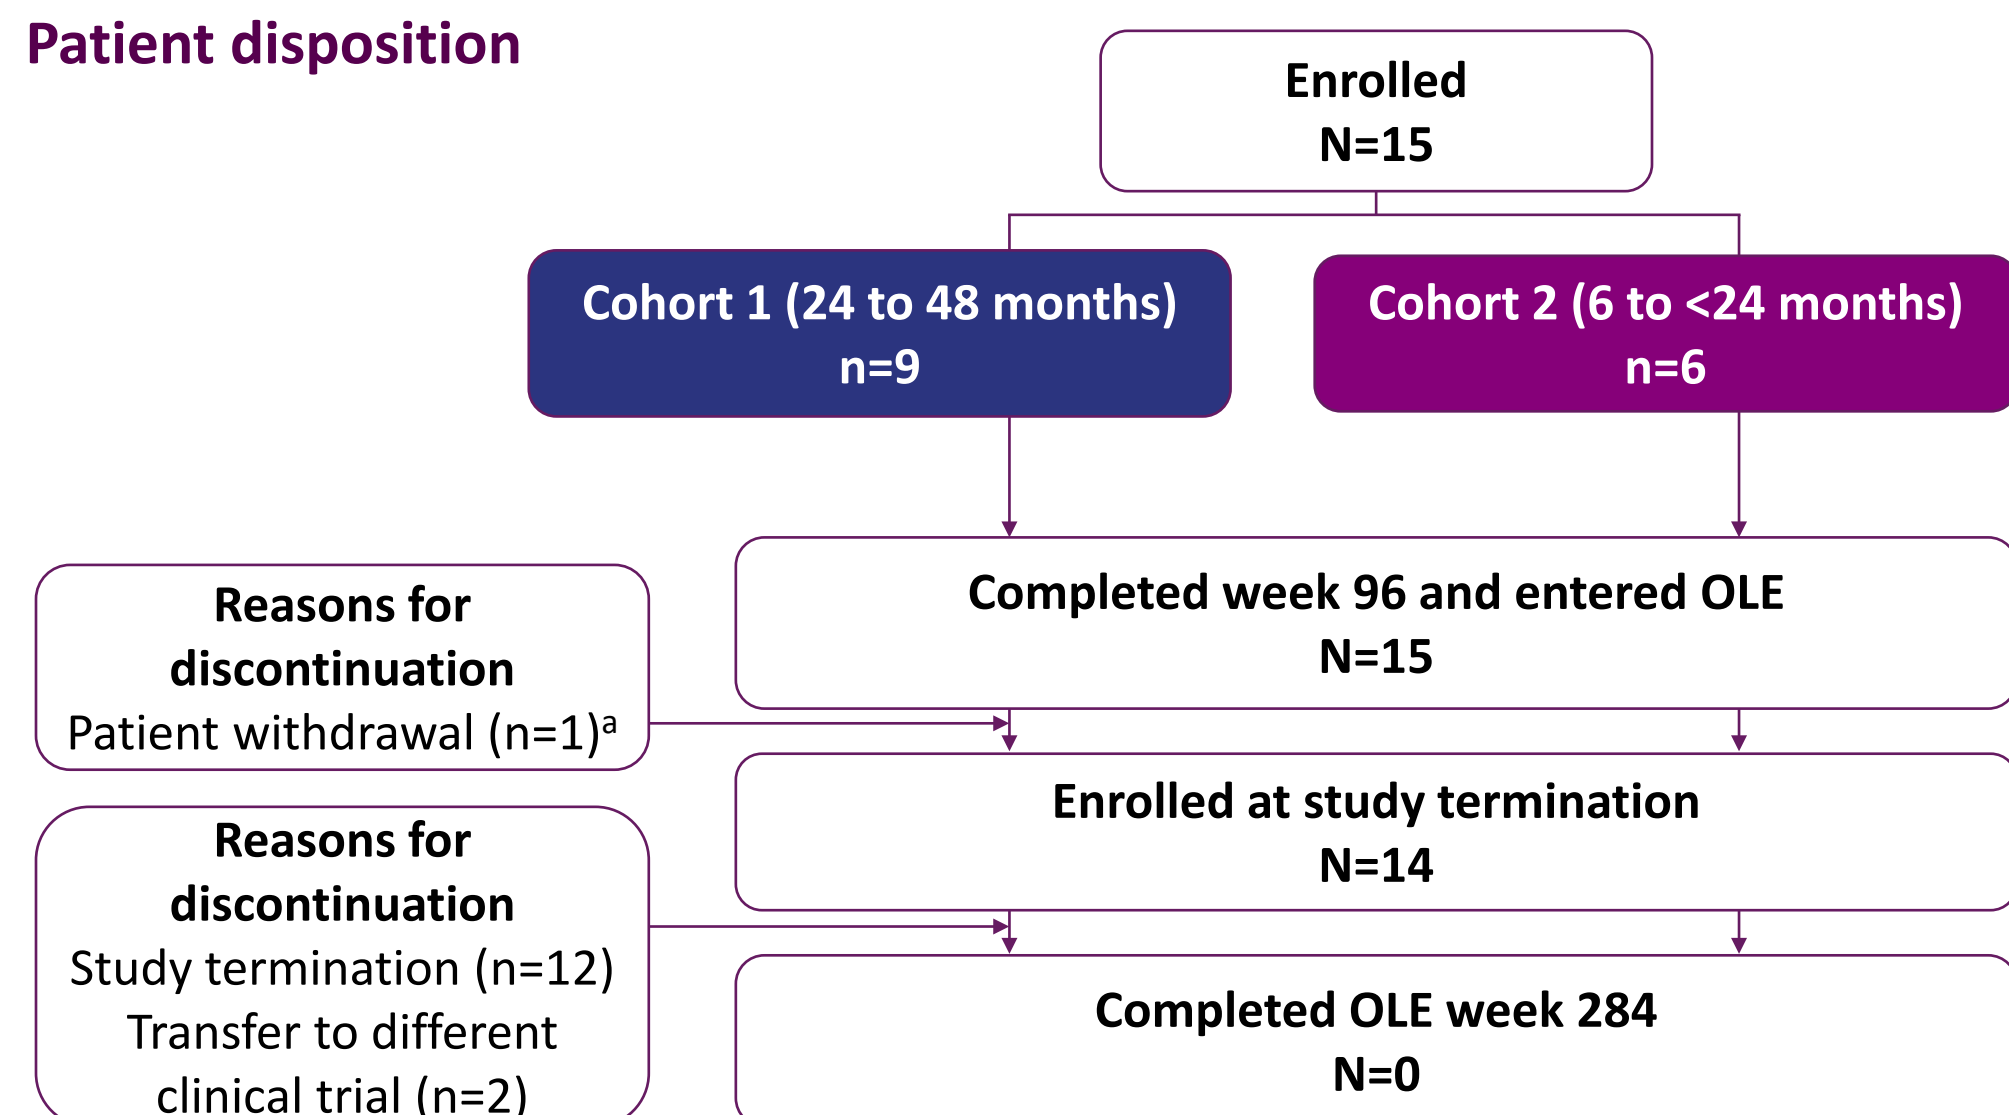 Patient disposition
Enrolled
N=15
Cohort 1 (24 to 48 months)
n=9
Cohort 2 (6 to <24 months)
n=6
Completed week 96 and entered OLE
N=15
Reasons for
discontinuation
Patient withdrawal (n=1)ᵃ
Enrolled at study termination
N=14
Reasons for
discontinuation
Study termination (n=12)
Transfer to different
clinical trial (n=2)
Completed OLE week 284
N=0